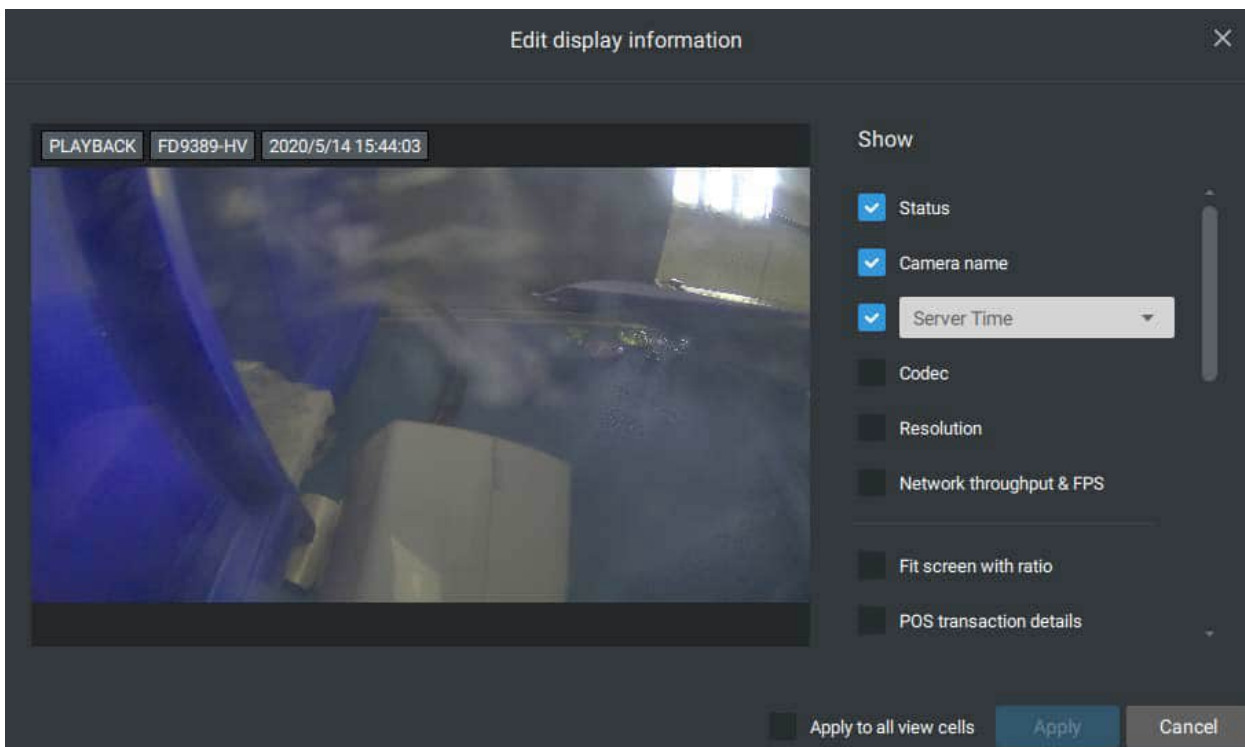 Edit display information
PLAYBACK FD9389-HV 2020/5/14 15:44:03
Show
Status
Camera name
Server Time
Codec
Resolution
Network throughput & FPS
Fit screen with ratio
POS transaction details
Apply to all view cells Apply Cancel